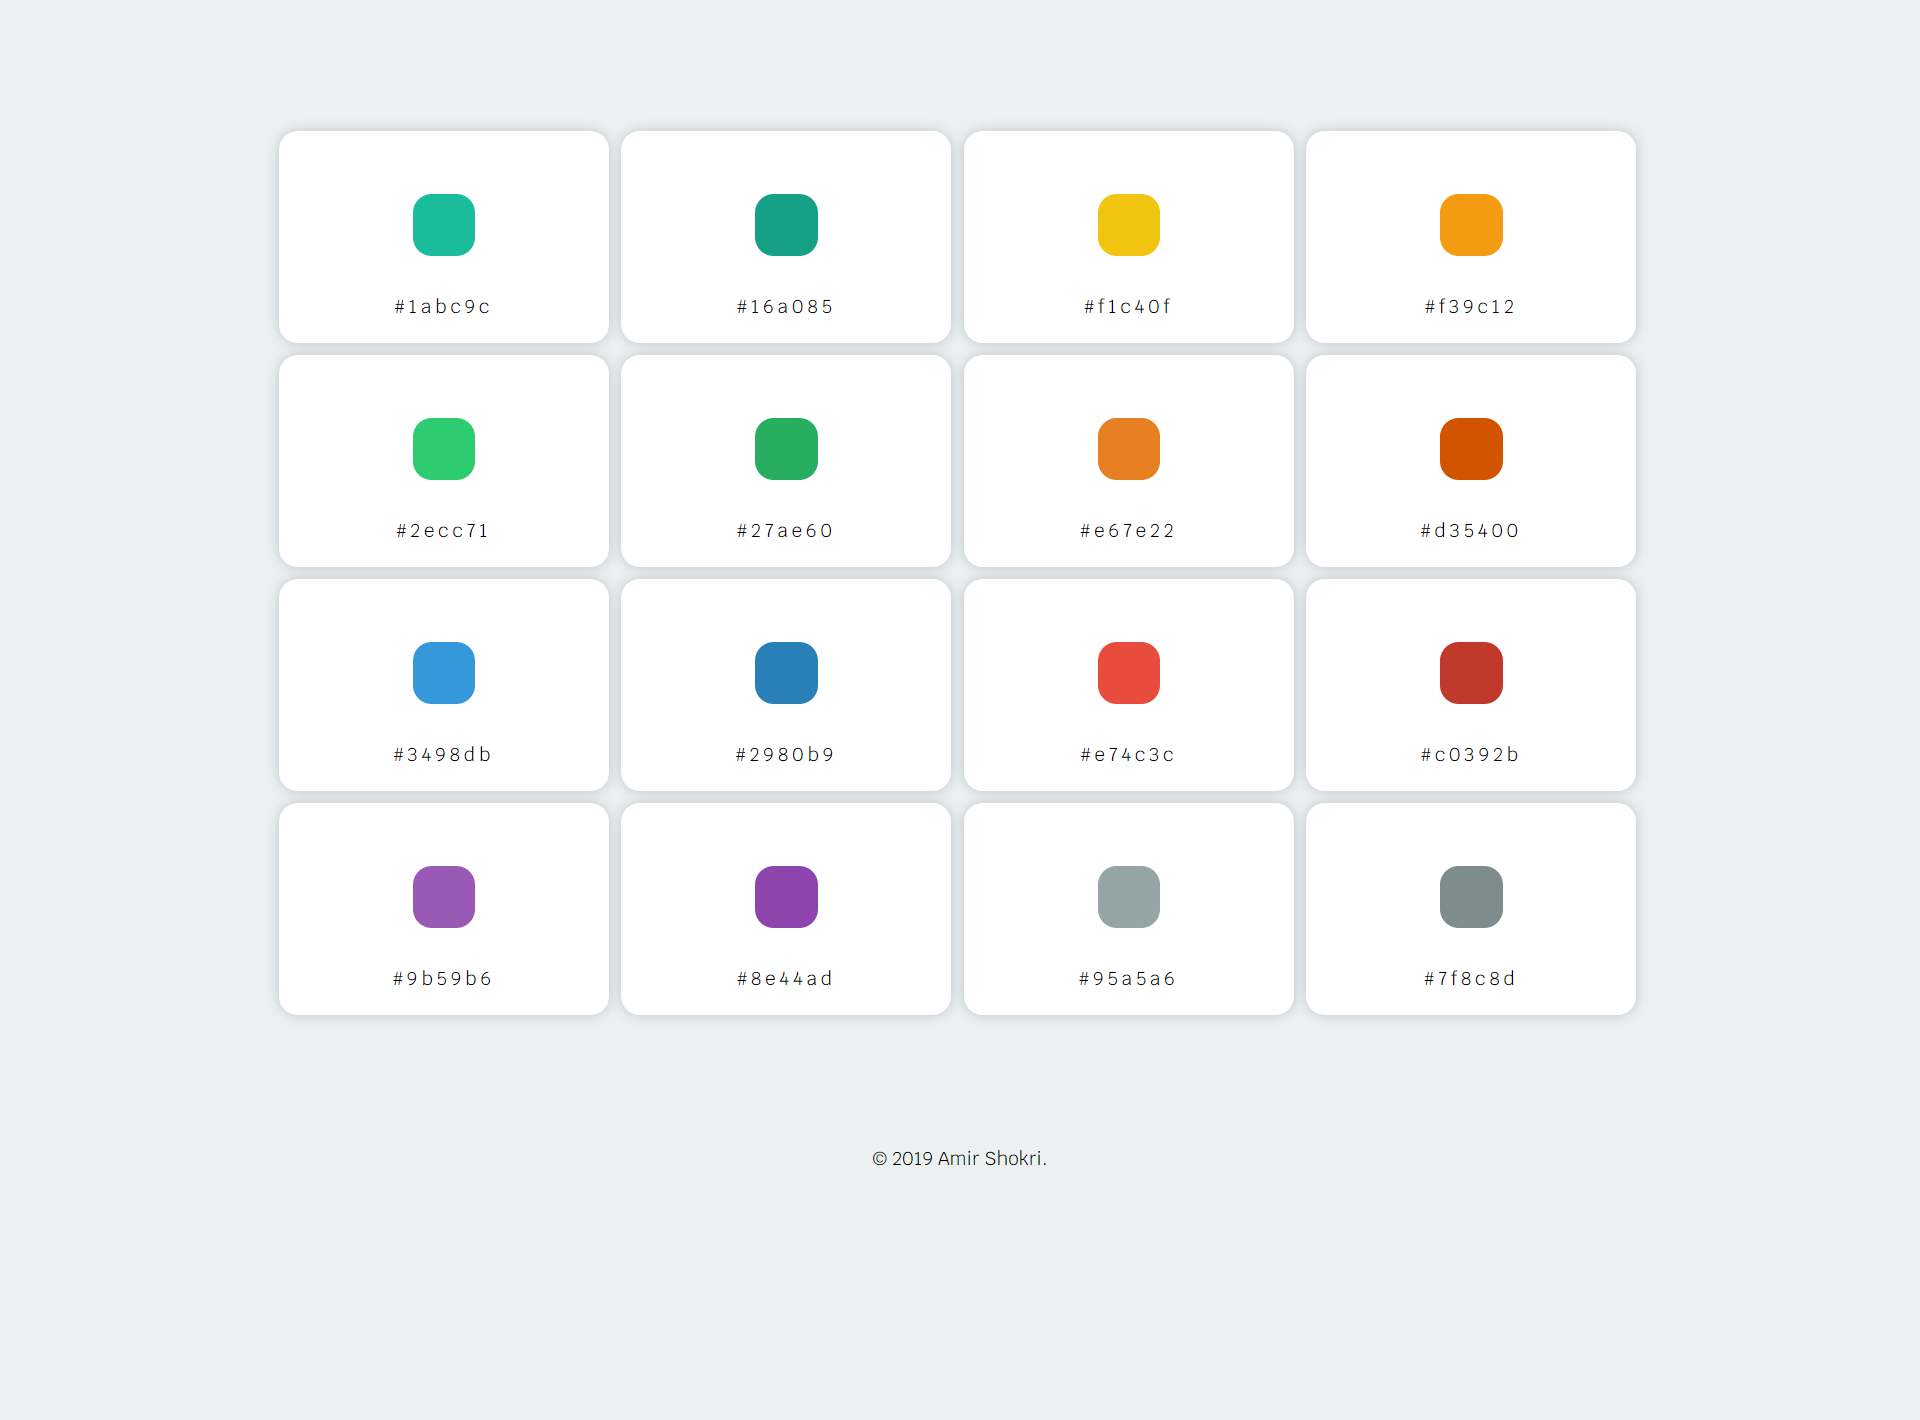 #1abc9c #16a085 #f1c40f #f39c12
#2ecc71 #27ae60 #e67e22 #d35400
#3498db #2980b9 #e74c3c #c0392b
#9b59b6 #8e44ad #95a5a6 #7f8c8d
© 2019 Amir Shokri.